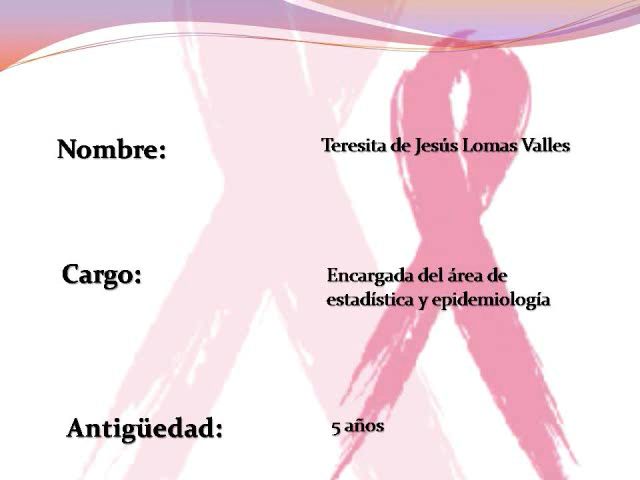 Nombre: Teresita de Jesús Lomas Valles
Cargo: Encargada del área de
estadística y epidemiología
Antigüedad: 5 años